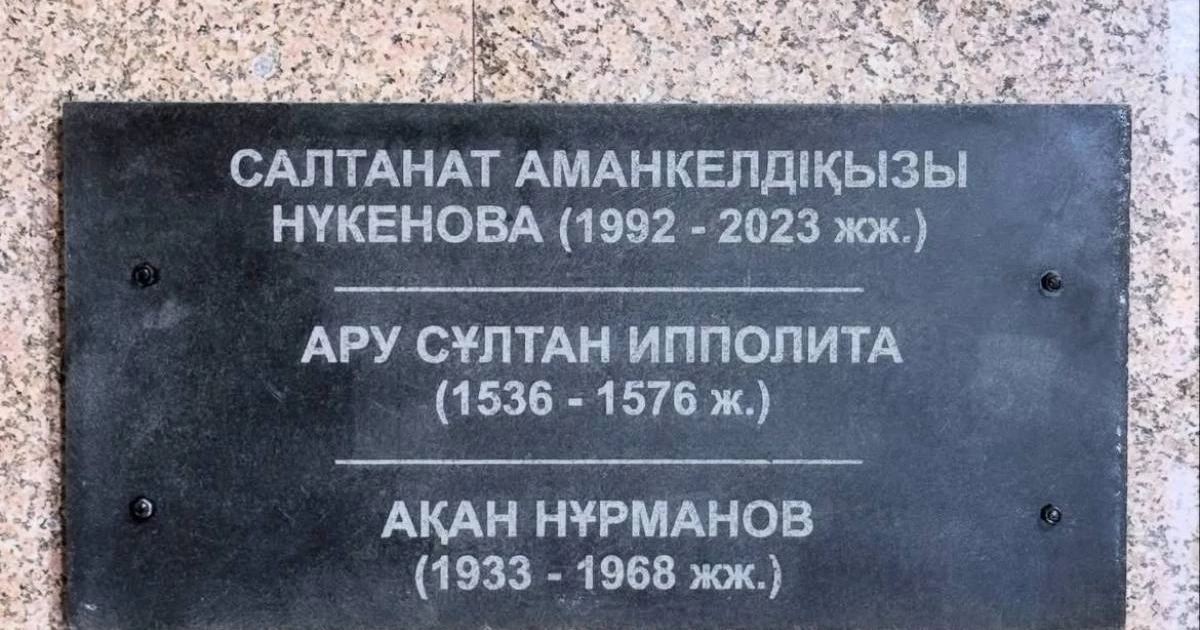 САЛТАНАТ АМАНКЕЛДІҚЫЗЫ
НҮКЕНОВА (1992 - 2023 жж.)
АРУ СҰЛТАН ИППОЛИТА
(1536 - 1576 ж.)
АҚАН НҰРМАНОВ
(1933 - 1968 жж.)